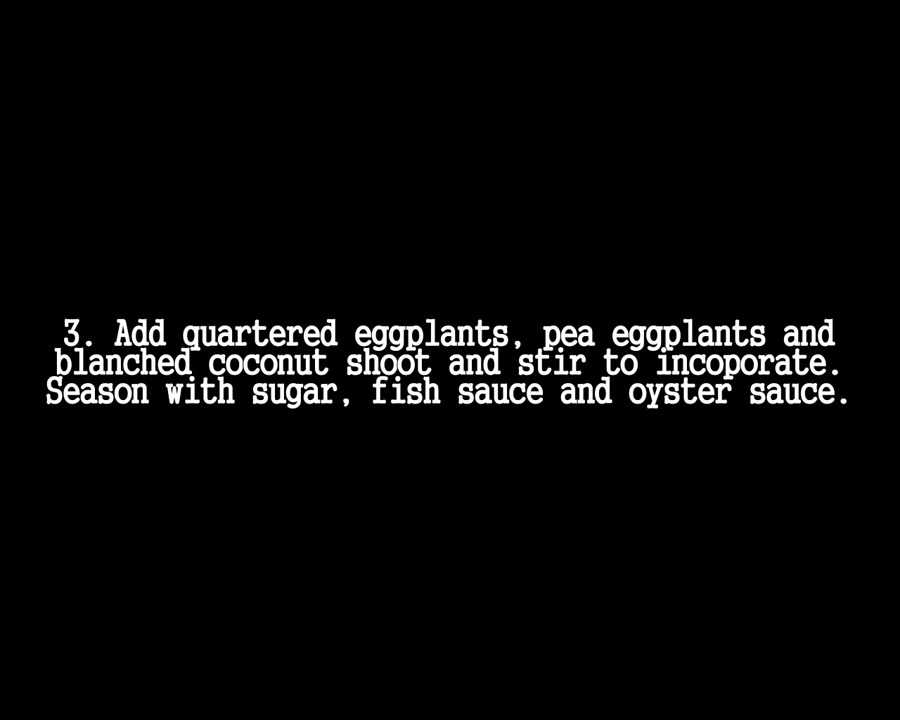 3. Add quartered eggplants, pea eggplants and
blanched coconut shoot and stir to incoporate.
Season with sugar, fish sauce and oyster sauce.